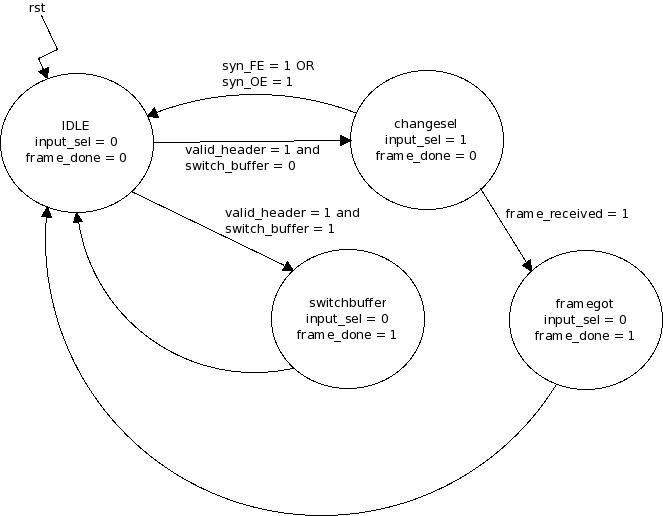 rst
syn_FE = 1 OR
syn_OE = 1
IDLE
input_sel = 0
frame_done = 0
changesel
input_sel = 1
frame_done = 0
valid_header = 1 and
switch_buffer = 0
valid_header = 1 and
switch_buffer = 1
frame_received = 1
switchbuffer
input_sel = 0
frame_done = 1
framegot
input_sel = 0
frame_done = 1